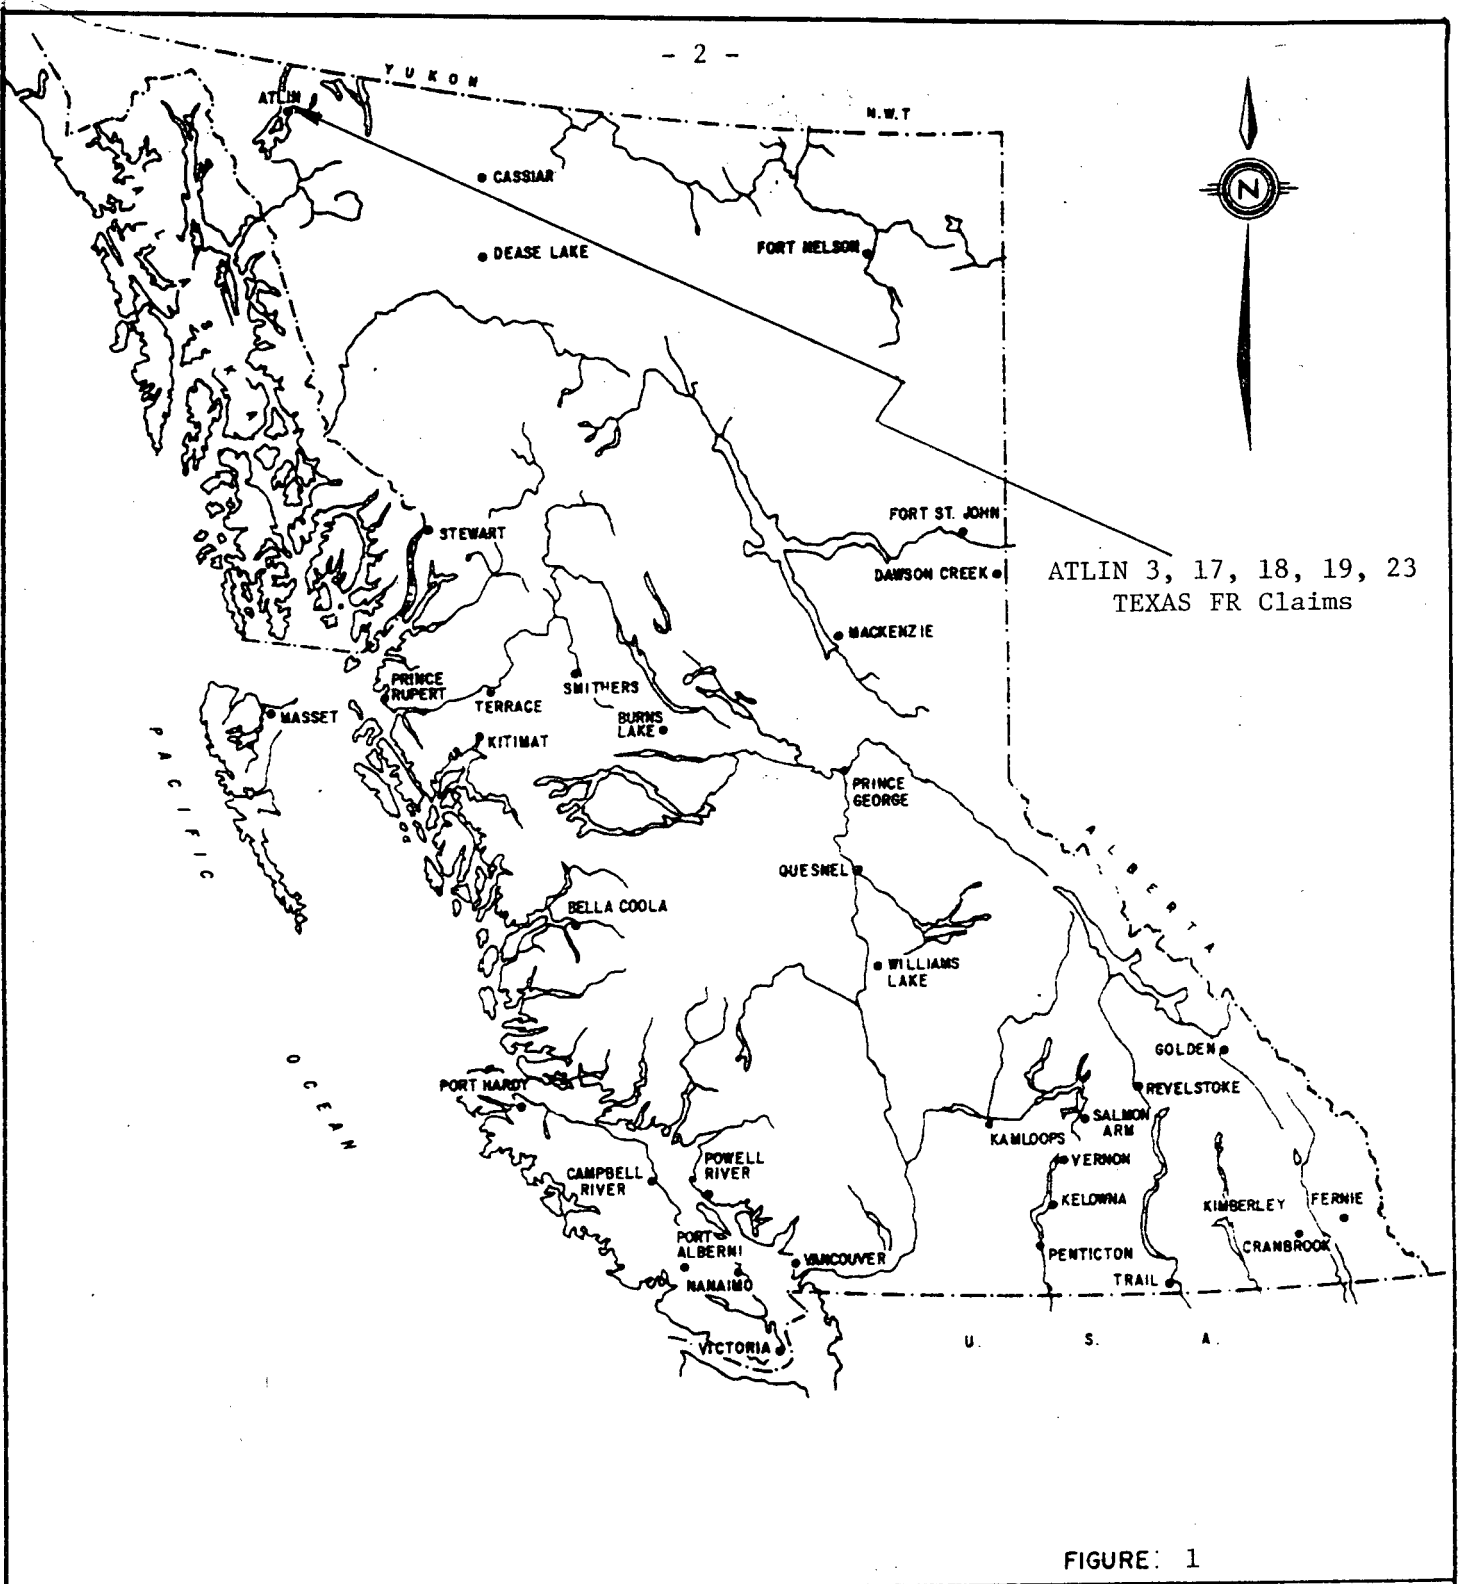 - 2 -
YUKON
N.W.T
ATLIN
CASSIAR
DEASE LAKE
FORT NELSON
N
ALASKA
STEWART
FORT ST. JOHN
DAWSON CREEK
ATLIN 3, 17, 18, 19, 23
TEXAS FR Claims
MACKENZIE
PRINCE
RUPERT
TERRACE
SMITHERS
MASSET
BURNS
LAKE
KITIMAT
PACIFIC
PRINCE
GEORGE
ALBERTA
QUESNEL
BELLA COOLA
WILLIAMS
LAKE
OCEAN
GOLDEN
PORT HARDY
REVELSTOKE
SALMON
ARM
KAMLOOPS
VERNON
POWELL
RIVER
CAMPBELL
RIVER
KELOWNA
KIMBERLEY
FERNIE
PORT
ALBERNI
VANCOUVER
PENTICTON
CRANBROOK
NANAIMO
TRAIL
VICTORIA
U. S. A.
FIGURE: 1